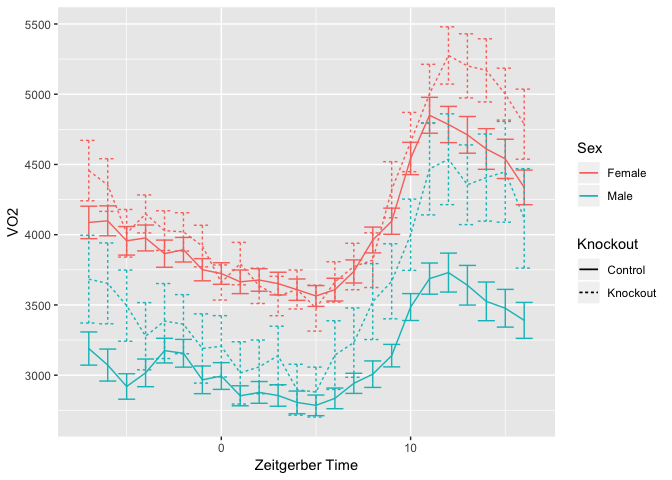 5500
5000
4500
4000
3500
3000
VO2
0
10
Zeitgerber Time
Sex
Female
Male
Knockout
Control
Knockout